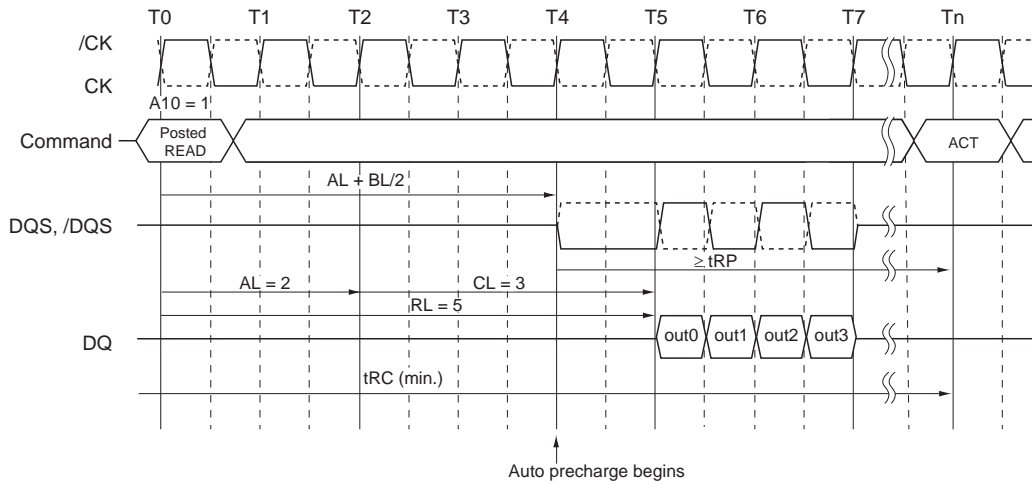 T0 T1 T2 T3 T4 T5 T6 T7 Tn
/CK
CK
A10 = 1
Command
Posted
READ
ACT
AL + BL/2
DQS, /DQS
≥ tRP
AL = 2
CL = 3
RL = 5
DQ
out0 out1 out2 out3
tRC (min.)
Auto precharge begins